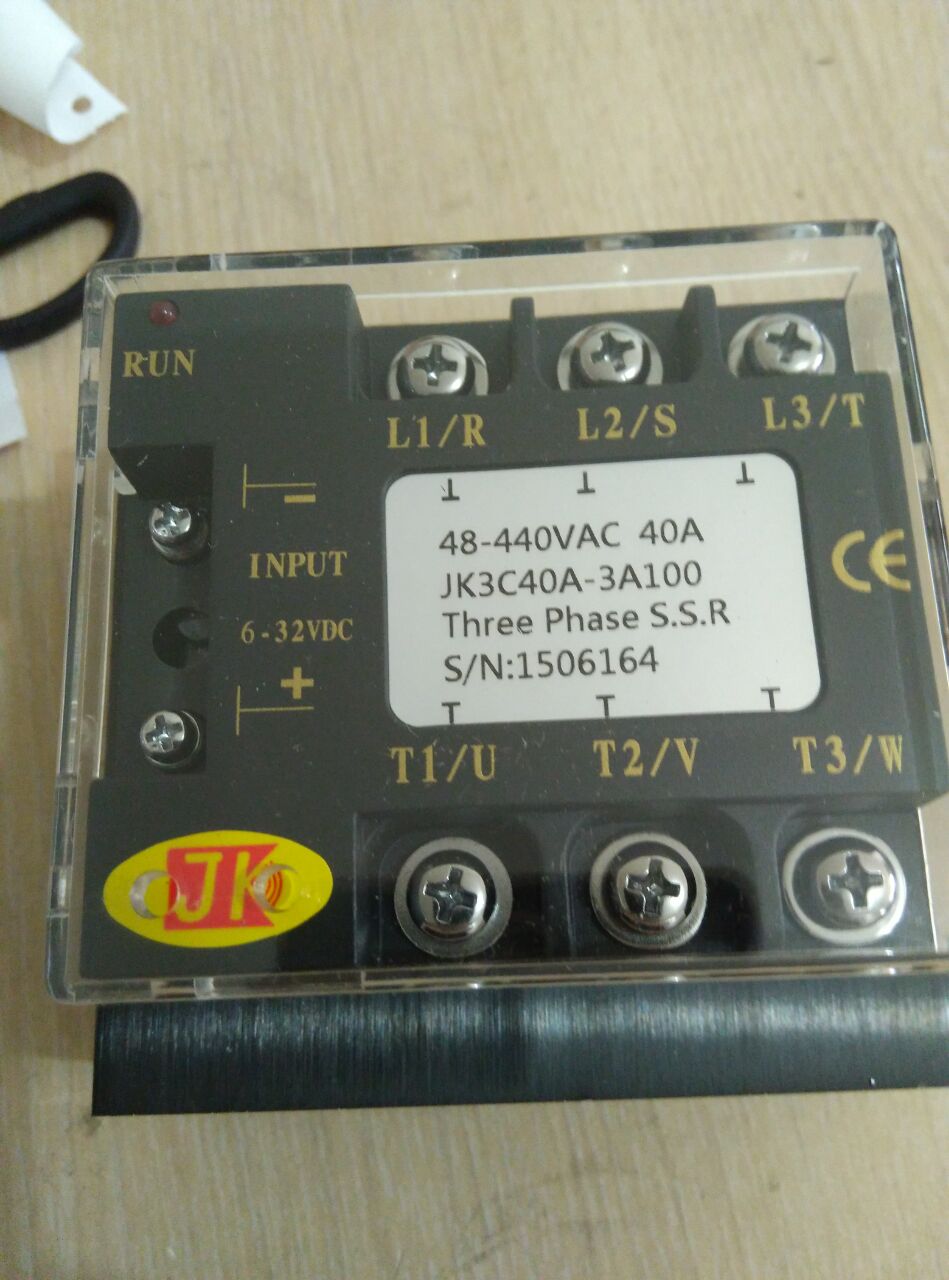 RUN
L1/R L2/S L3/T
-
INPUT
6-32VDC
+
48-440VAC 40A
JK3C40A-3A100
Three Phase S.S.R
S/N:1506164
CE
T1/U T2/V T3/W
JK